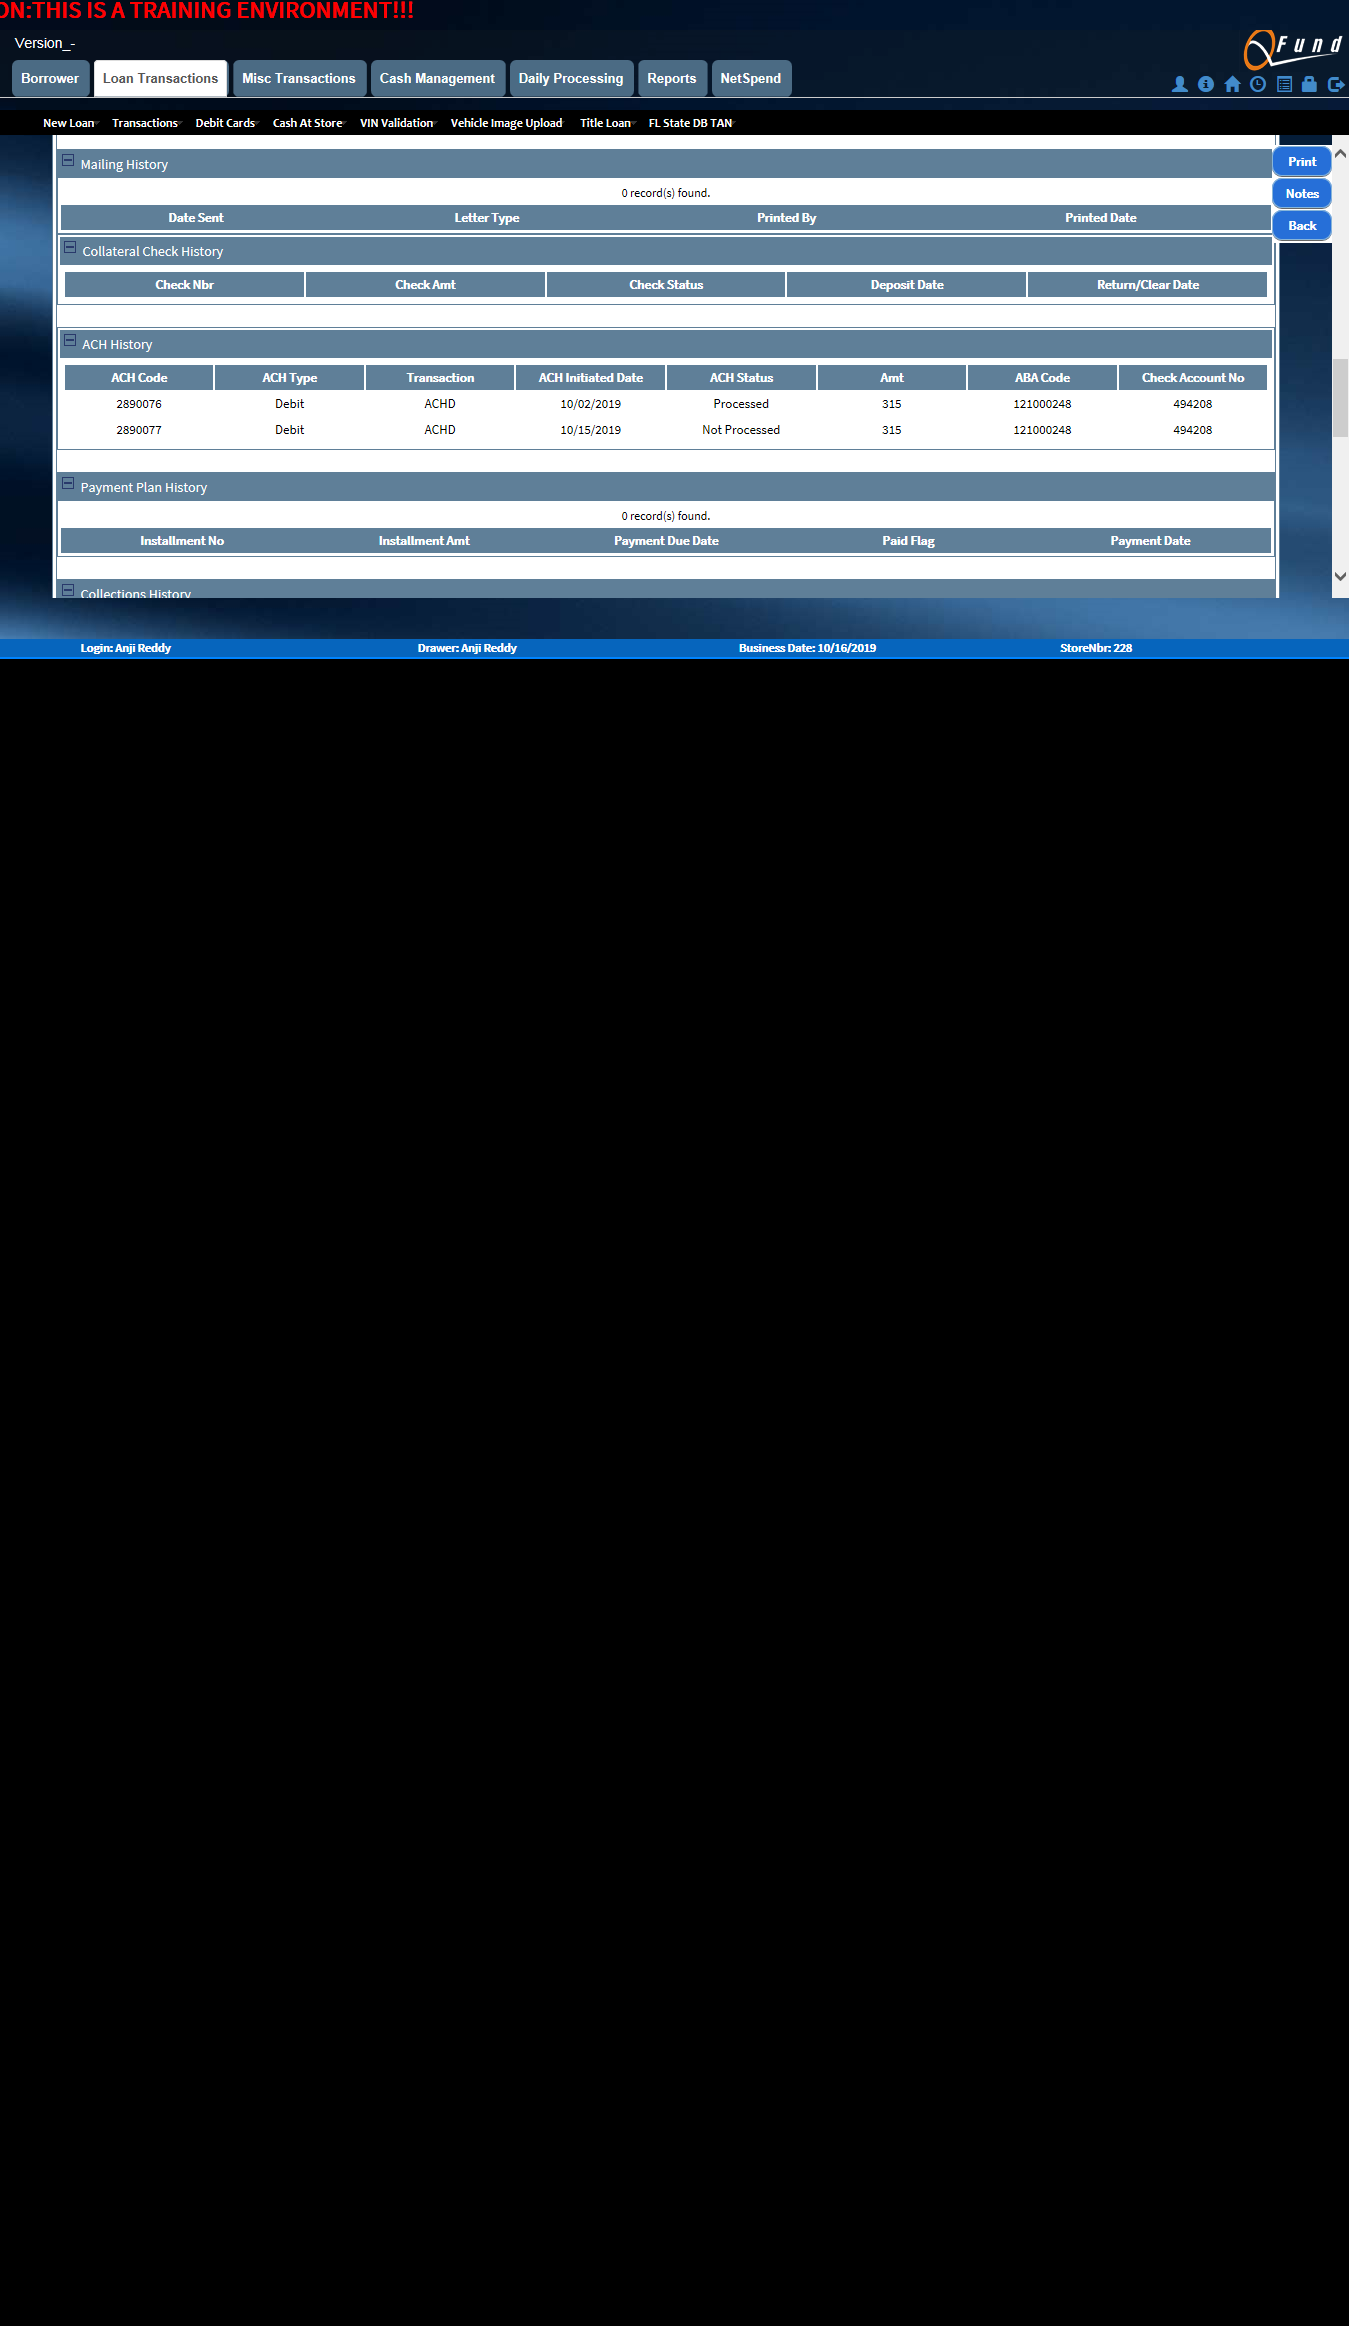 ON:THIS IS A TRAINING ENVIRONMENT!!!
Version_-
QFund
Borrower Loan Transactions Misc Transactions Cash Management Daily Processing Reports NetSpend
New Loan Transactions Debit Cards Cash At Store VIN Validation Vehicle Image Upload Title Loan FL State DB TAN
Print
Notes
Back
Mailing History
0 record(s) found.
Date Sent Letter Type Printed By Printed Date
Collateral Check History
Check Nbr Check Amt Check Status Deposit Date Return/Clear Date
ACH History
ACH Code ACH Type Transaction ACH Initiated Date ACH Status Amt ABA Code Check Account No
2890076 Debit ACHD 10/02/2019 Processed 315 121000248 494208
2890077 Debit ACHD 10/15/2019 Not Processed 315 121000248 494208
Payment Plan History
0 record(s) found.
Installment No Installment Amt Payment Due Date Paid Flag Payment Date
Collections History
Login: Anji Reddy Drawer: Anji Reddy Business Date: 10/16/2019 StoreNbr: 228